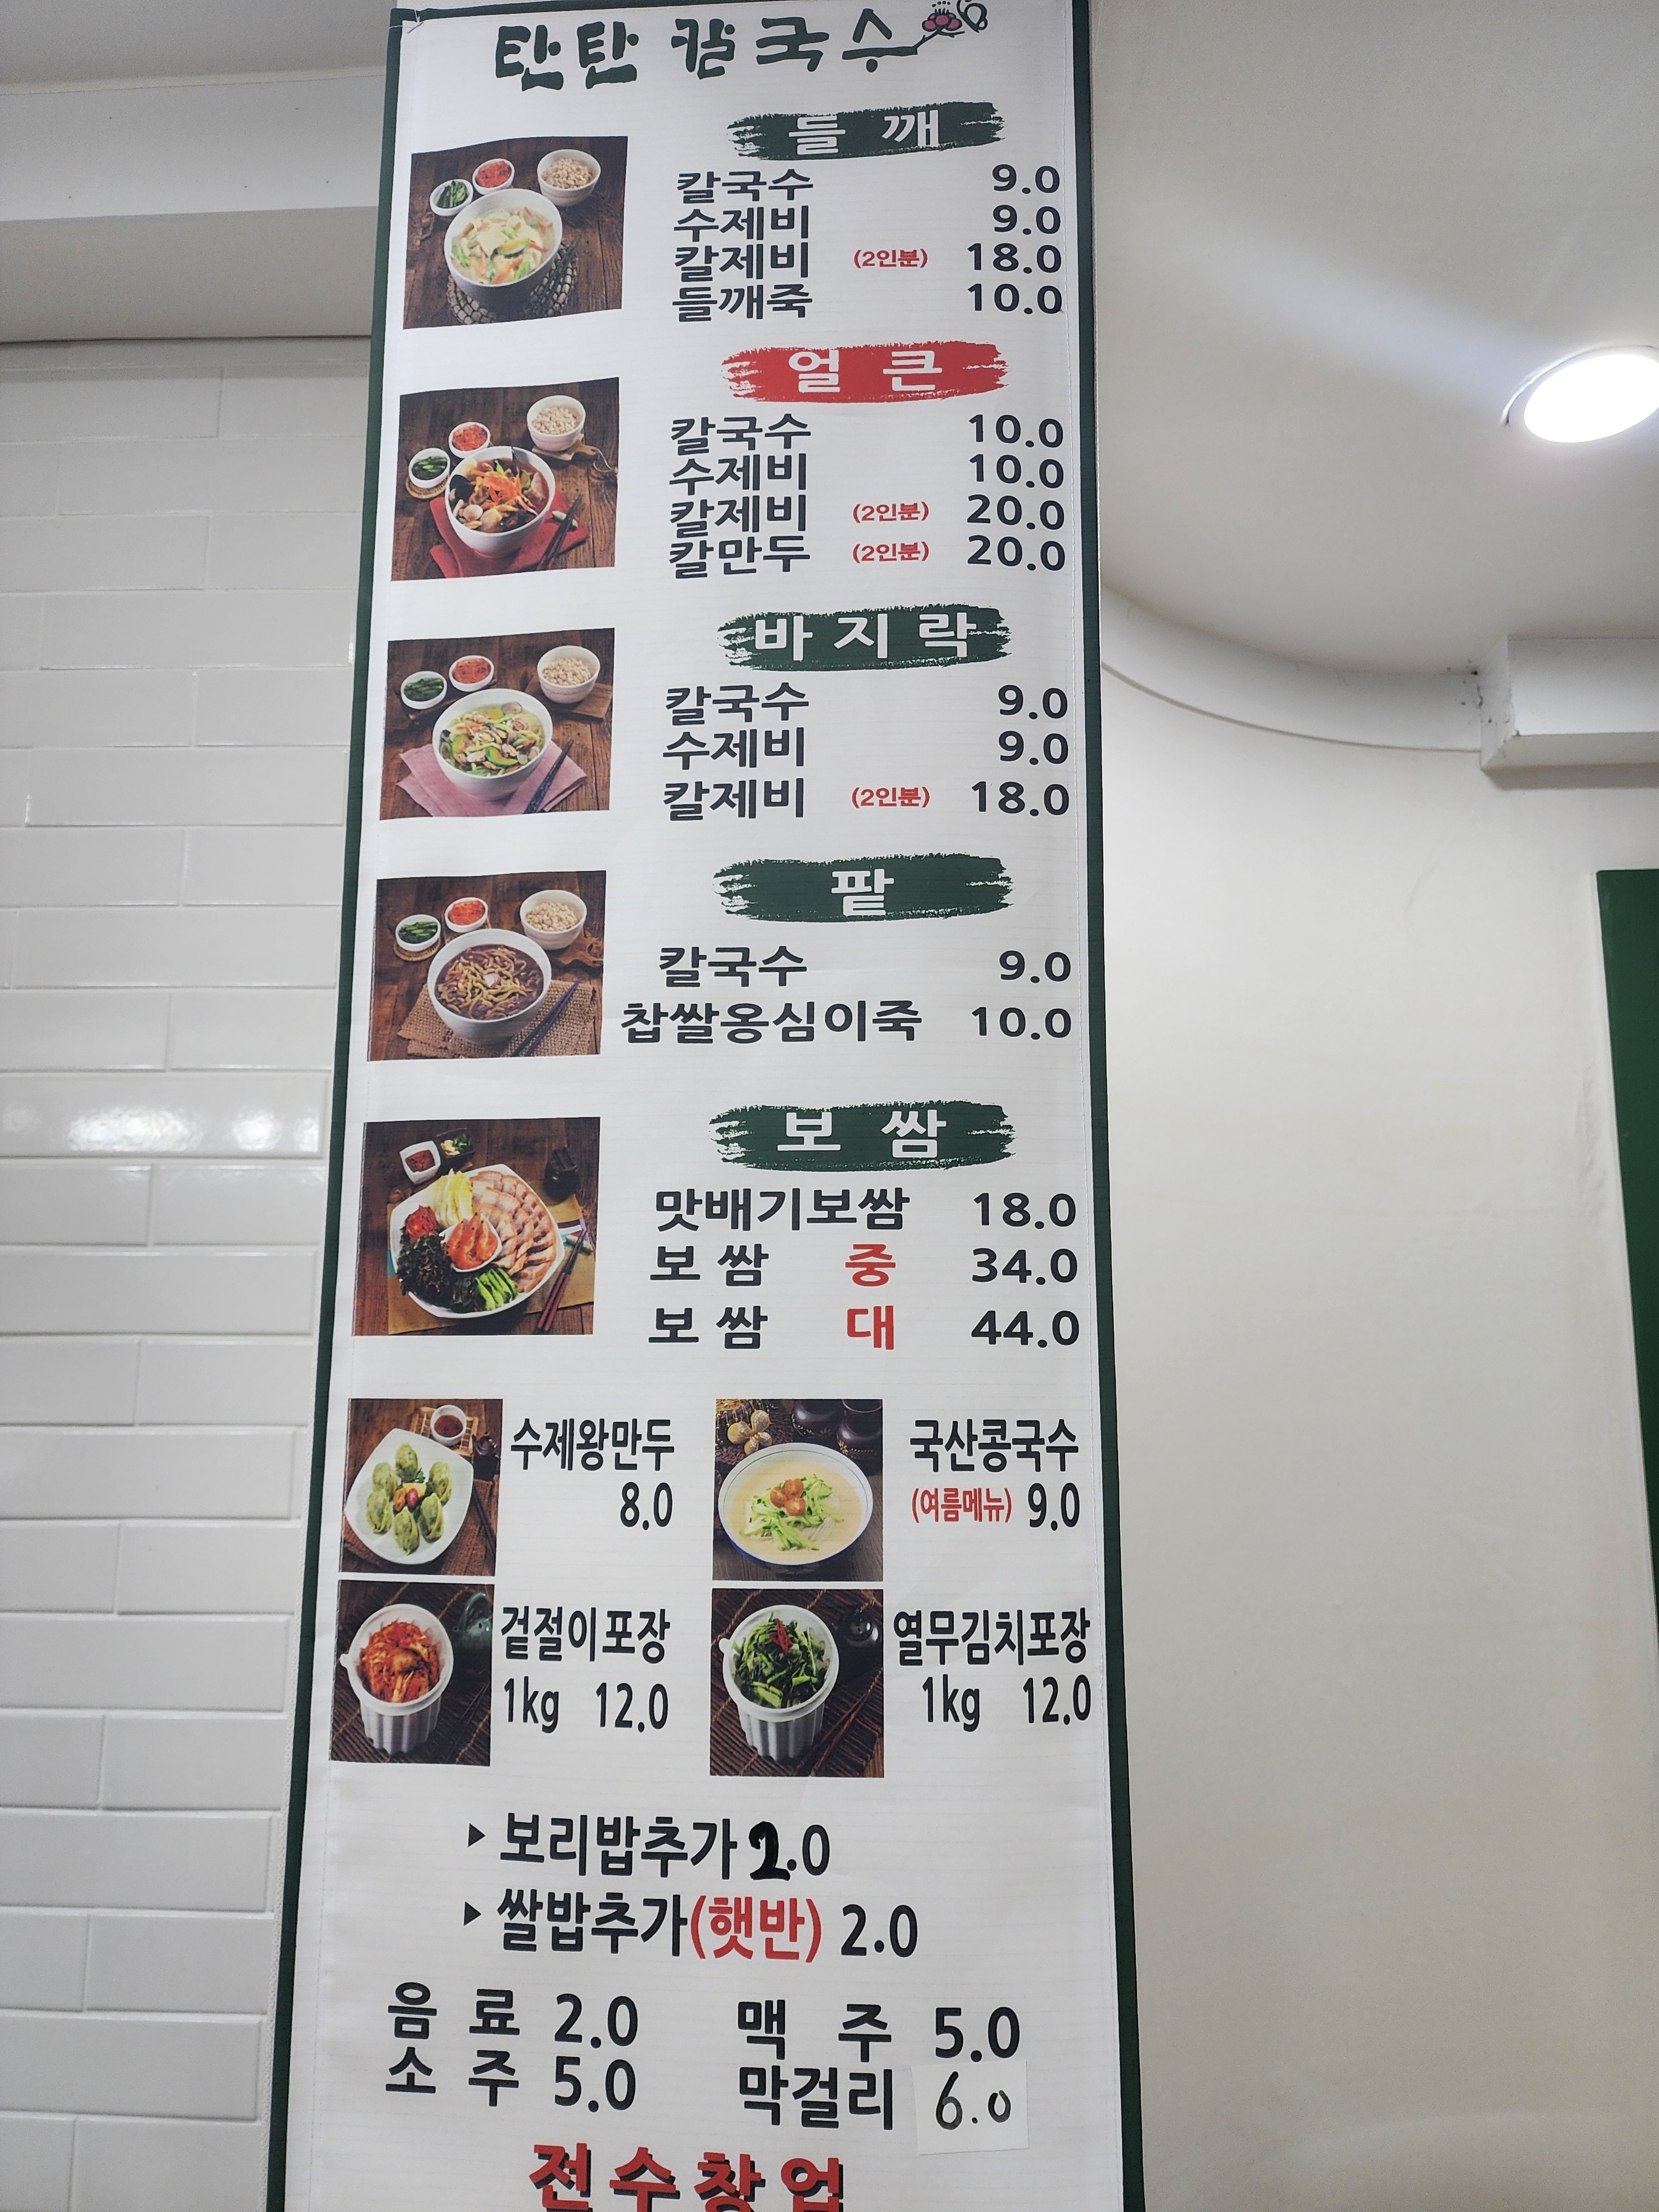 탄탄 칼국수
들깨
칼국수 9.0
수제비 9.0
칼제비 (2인분) 18.0
들깨죽 10.0
얼큰
칼국수 10.0
수제비 10.0
칼제비 (2인분) 20.0
칼만두 (2인분) 20.0
바지락
칼국수 9.0
수제비 9.0
칼제비 (2인분) 18.0
팥
칼국수 9.0
찹쌀옹심이죽 10.0
보쌈
맛배기보쌈 18.0
보쌈 중 34.0
보쌈 대 44.0
수제왕만두
8.0
국산콩국수
(여름메뉴) 9.0
겉절이포장
1kg 12.0
열무김치포장
1kg 12.0
▶ 보리밥추가 2.0
▶ 쌀밥추가(햇반) 2.0
음료 2.0 맥주 5.0
소주 5.0 막걸리 6.0
전수창업